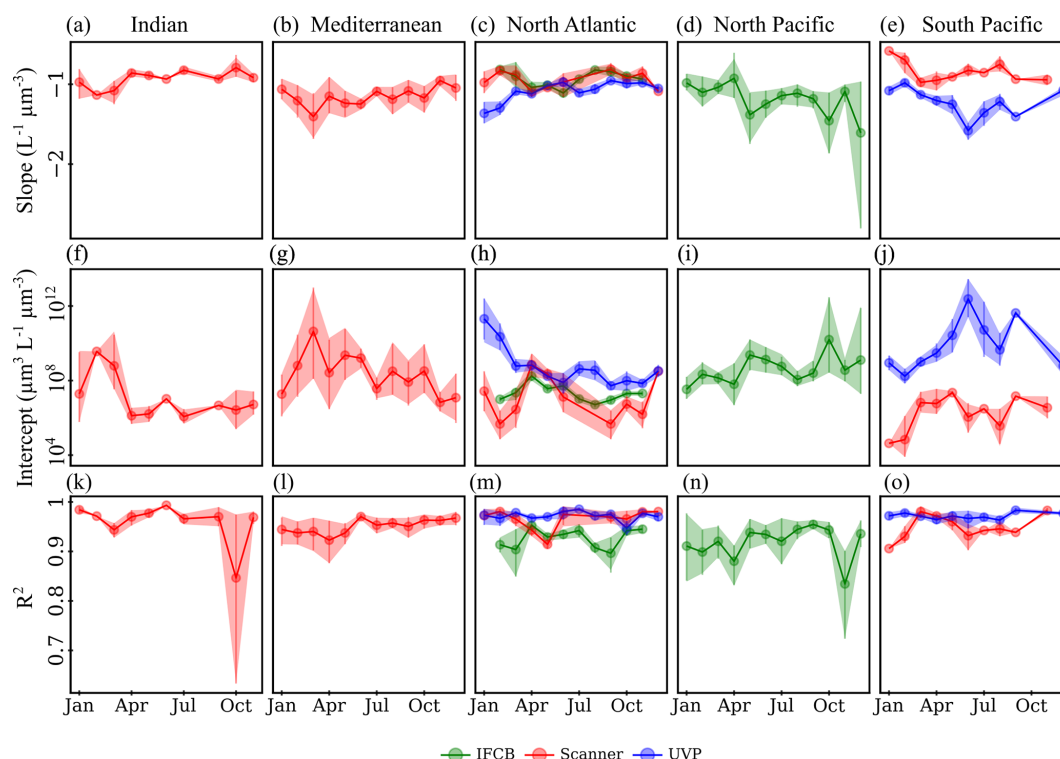 (a) Indian (b) Mediterranean (c) North Atlantic (d) North Pacific (e) South Pacific
Slope (L⁻¹ µm⁻³)
−1
−2
(f) (g) (h) (i) (j)
Intercept (µm³ L⁻¹ µm⁻³)
10¹²
10⁸
10⁴
(k) (l) (m) (n) (o)
R²
1
0.9
0.8
0.7
Jan Apr Jul Oct Jan Apr Jul Oct Jan Apr Jul Oct Jan Apr Jul Oct Jan Apr Jul Oct
IFCB Scanner UVP